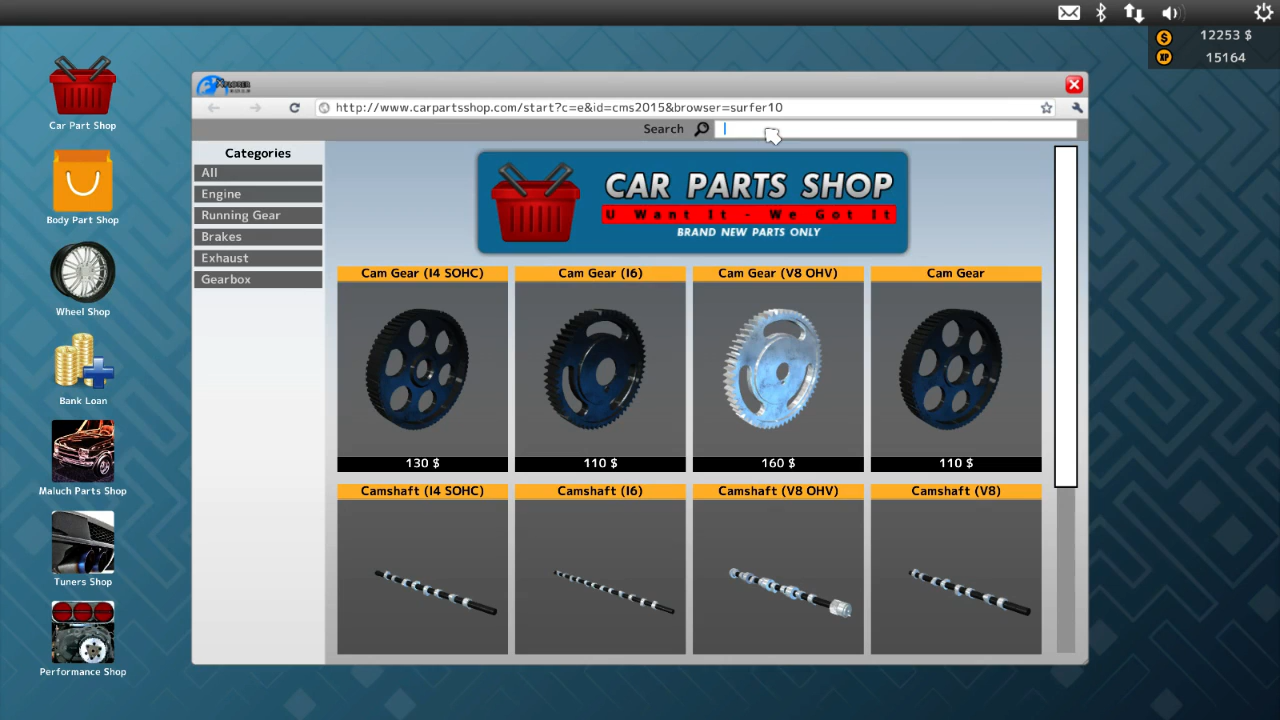 12253 $
15164
Car Part Shop
Body Part Shop
Wheel Shop
Bank Loan
Maluch Parts Shop
Tuners Shop
Performance Shop
http://www.carpartsshop.com/start?c=e&id=cms2015&browser=surfer10
Search
Categories
All
Engine
Running Gear
Brakes
Exhaust
Gearbox
CAR PARTS SHOP
U Want It - We Got It
BRAND NEW PARTS ONLY
Cam Gear (I4 SOHC)
130 $
Cam Gear (I6)
110 $
Cam Gear (V8 OHV)
160 $
Cam Gear
110 $
Camshaft (I4 SOHC)
Camshaft (I6)
Camshaft (V8 OHV)
Camshaft (V8)